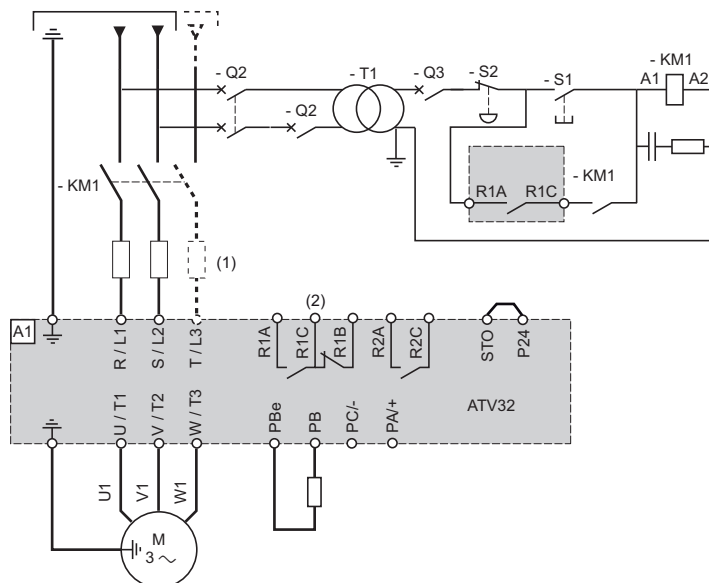 - Q2
- T1
- Q3
- S2
- S1
- KM1
A1
A2
- Q2
- KM1
R1A
R1C
- KM1
(1)
(2)
A1
R / L1
S / L2
T / L3
R1A
R1C
R1B
R2A
R2C
STO
P24
ATV32
U / T1
V / T2
W / T3
PBe
PB
PC/-
PA/+
U1
V1
W1
M
3 ~